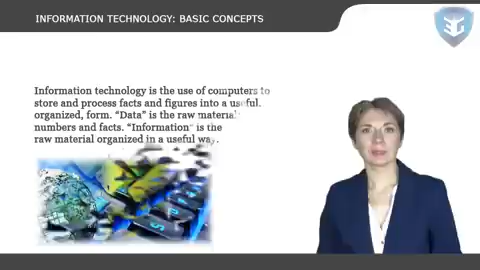 INFORMATION TECHNOLOGY: BASIC CONCEPTS
Information technology is the use of computers to
store and process facts and figures into a useful,
organized, form. “Data” is the raw material
numbers and facts. “Information” is the
raw material organized in a useful way.